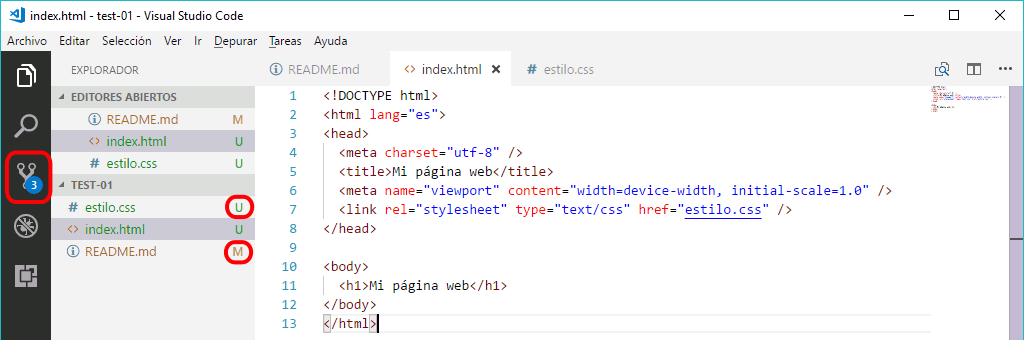 index.html - test-01 - Visual Studio Code
Archivo Editar Selección Ver Ir Depurar Tareas Ayuda
EXPLORADOR
EDITORES ABIERTOS
README.md M
index.html U
estilo.css U
3
TEST-01
estilo.css U
index.html U
README.md M
README.md index.html estilo.css
1 <!DOCTYPE html>
2 <html lang="es">
3 <head>
4 <meta charset="utf-8" />
5 <title>Mi página web</title>
6 <meta name="viewport" content="width=device-width, initial-scale=1.0" />
7 <link rel="stylesheet" type="text/css" href="estilo.css" />
8 </head>
9
10 <body>
11 <h1>Mi página web</h1>
12 </body>
13 </html>